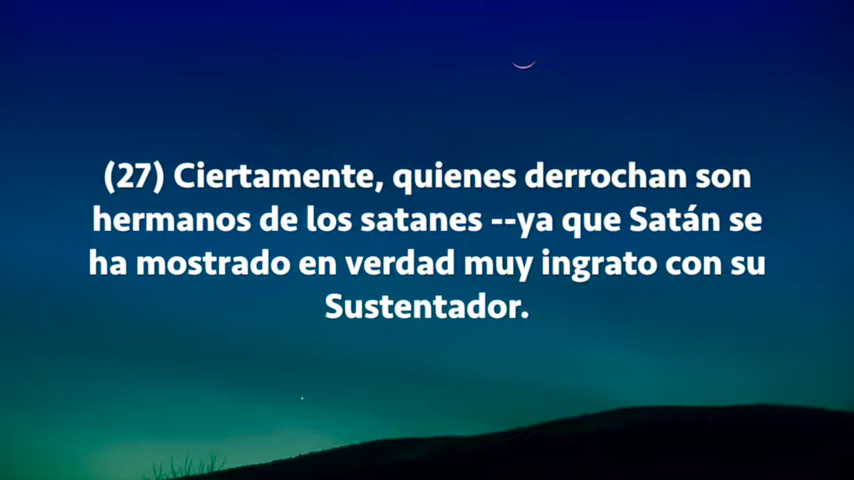 (27) Ciertamente, quienes derrochan son
hermanos de los satanes --ya que Satán se
ha mostrado en verdad muy ingrato con su
Sustentador.